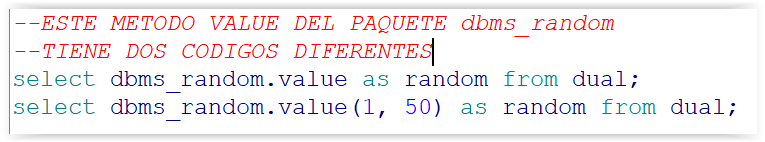 --ESTE METODO VALUE DEL PAQUETE dbms_random
--TIENE DOS CODIGOS DIFERENTES
select dbms_random.value as random from dual;
select dbms_random.value(1, 50) as random from dual;